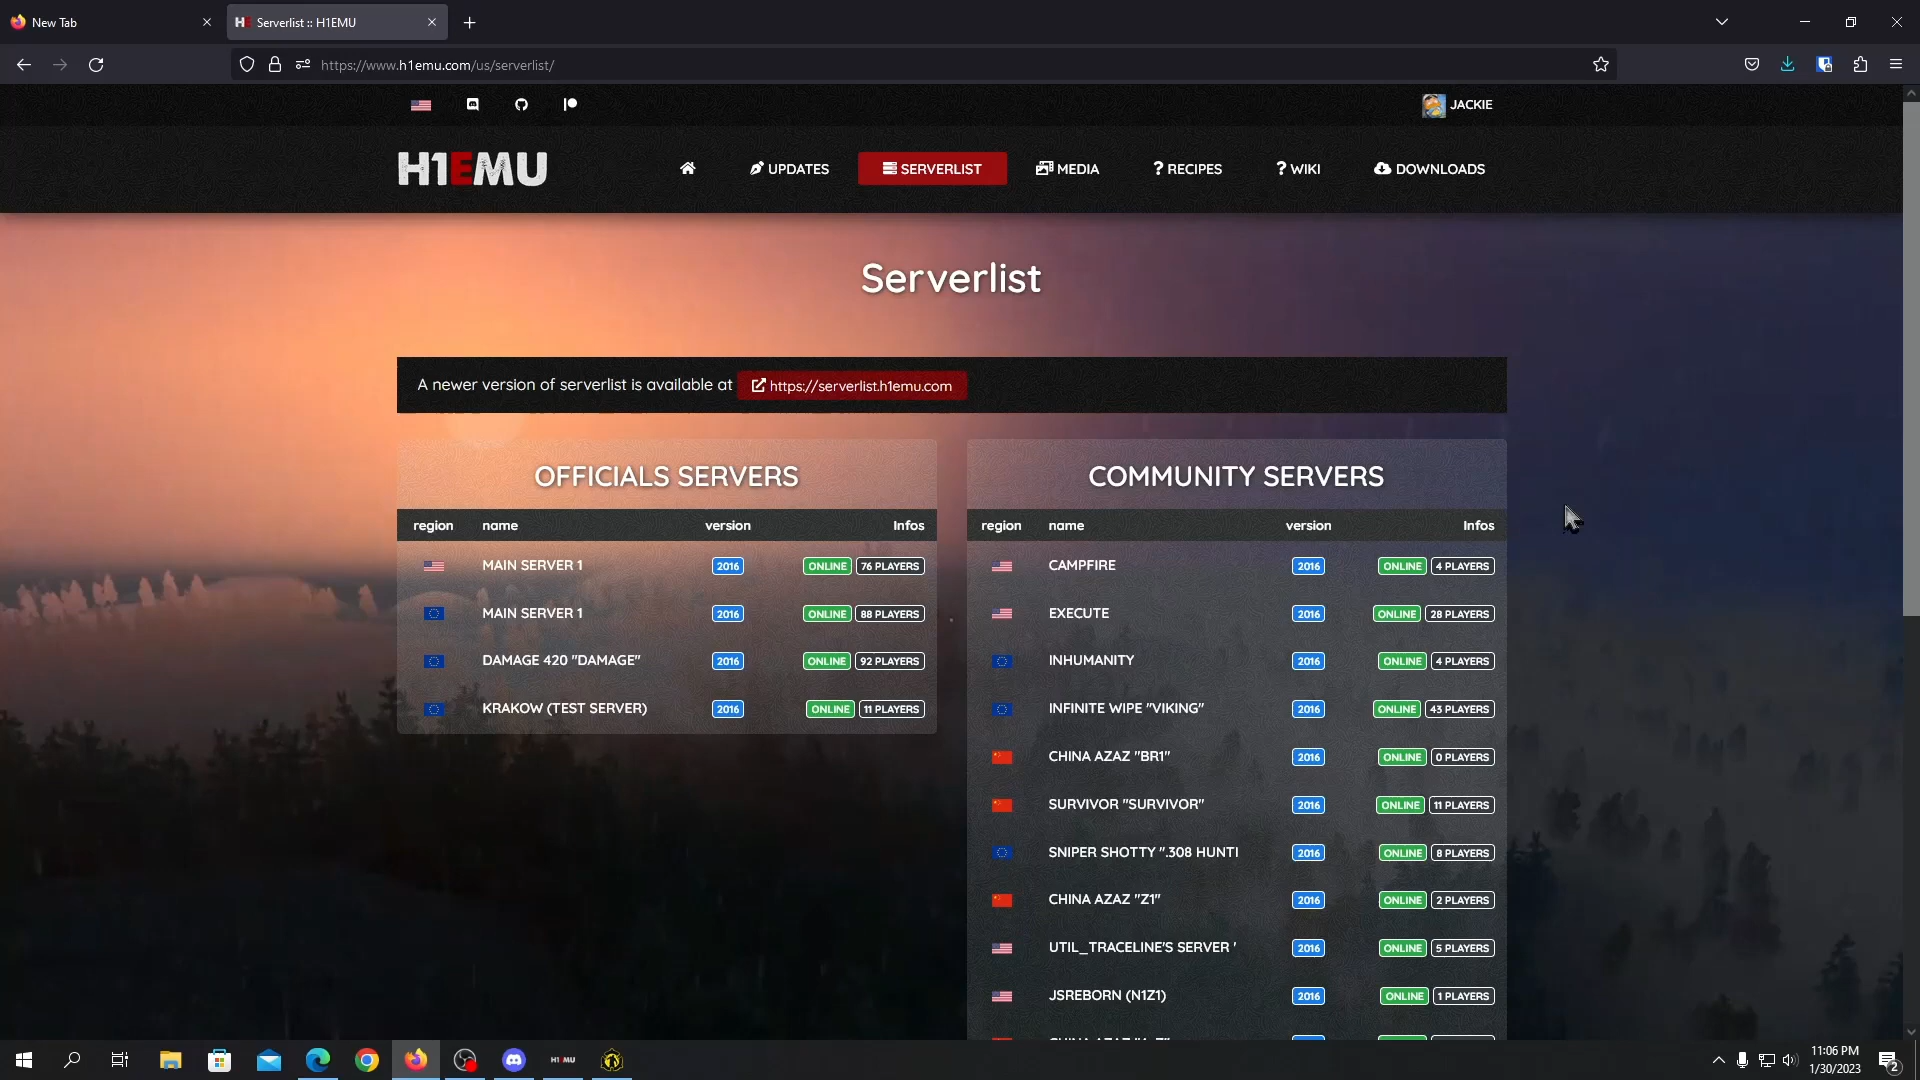 New Tab
Serverlist :: H1EMU
https://www.h1emu.com/us/serverlist/
JACKIE
H1EMU
UPDATES
SERVERLIST
MEDIA
RECIPES
WIKI
DOWNLOADS
Serverlist
A newer version of serverlist is available at https://serverlist.h1emu.com
OFFICIALS SERVERS
region name version Infos
MAIN SERVER 1 2016 ONLINE 76 PLAYERS
MAIN SERVER 1 2016 ONLINE 88 PLAYERS
DAMAGE 420 "DAMAGE" 2016 ONLINE 92 PLAYERS
KRAKOW (TEST SERVER) 2016 ONLINE 11 PLAYERS
COMMUNITY SERVERS
region name version Infos
CAMPFIRE 2016 ONLINE 4 PLAYERS
EXECUTE 2016 ONLINE 28 PLAYERS
INHUMANITY 2016 ONLINE 4 PLAYERS
INFINITE WIPE "VIKING" 2016 ONLINE 43 PLAYERS
CHINA AZAZ "BR1" 2016 ONLINE 0 PLAYERS
SURVIVOR "SURVIVOR" 2016 ONLINE 11 PLAYERS
SNIPER SHOTTY ".308 HUNTI 2016 ONLINE 8 PLAYERS
CHINA AZAZ "Z1" 2016 ONLINE 2 PLAYERS
UTIL_TRACELINE'S SERVER ' 2016 ONLINE 5 PLAYERS
JSREBORN (N1Z1) 2016 ONLINE 1 PLAYERS
H1EMU
11:06 PM
1/30/2023
2